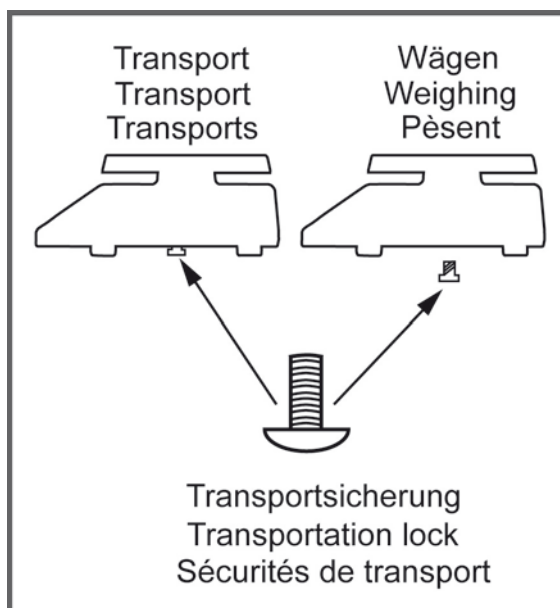 Transport
Transport
Transports
Wägen
Weighing
Pèsent
Transportsicherung
Transportation lock
Sécurités de transport